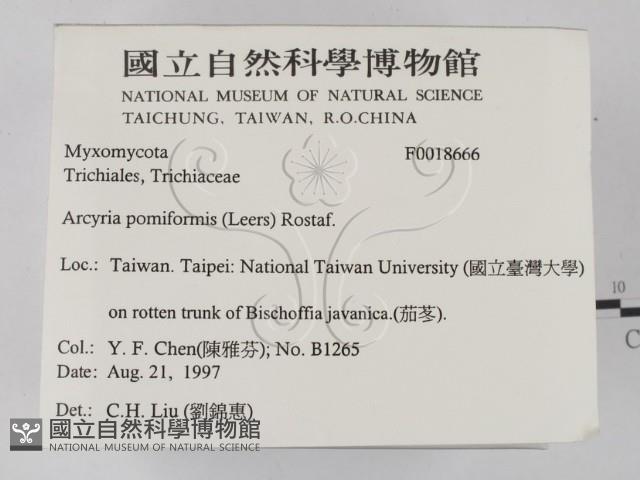 國立自然科學博物館
NATIONAL MUSEUM OF NATURAL SCIENCE
TAICHUNG, TAIWAN, R.O.CHINA
Myxomycota F0018666
Trichiales, Trichiaceae
Arcyria pomiformis (Leers) Rostaf.
Loc.: Taiwan. Taipei: National Taiwan University (國立臺灣大學)
on rotten trunk of Bischoffia javanica.(茄苳).
Col.: Y. F. Chen(陳雅芬); No. B1265
Date: Aug. 21, 1997
Det.: C.H. Liu (劉錦惠)
國立自然科學博物館
NATIONAL MUSEUM OF NATURAL SCIENCE
10
C